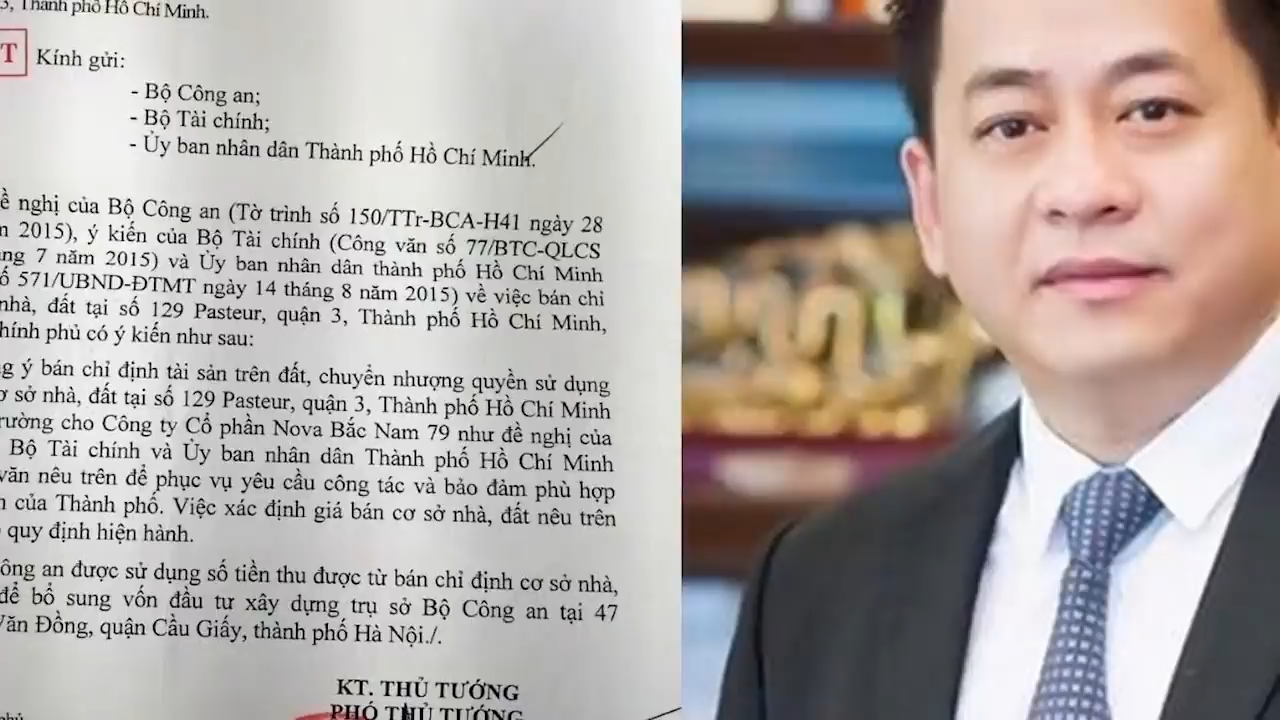 3, Thành phố Hồ Chí Minh.
T Kính gửi:
- Bộ Công an;
- Bộ Tài chính;
- Ủy ban nhân dân Thành phố Hồ Chí Minh.
ề nghị của Bộ Công an (Tờ trình số 150/TTr-BCA-H41 ngày 28
m 2015), ý kiến của Bộ Tài chính (Công văn số 77/BTC-QLCS
ng 7 năm 2015) và Ủy ban nhân dân thành phố Hồ Chí Minh
ố 571/UBND-ĐTMT ngày 14 tháng 8 năm 2015) về việc bán chỉ
nhà, đất tại số 129 Pasteur, quận 3, Thành phố Hồ Chí Minh,
hính phủ có ý kiến như sau:
g ý bán chỉ định tài sản trên đất, chuyển nhượng quyền sử dụng
ơ sở nhà, đất tại số 129 Pasteur, quận 3, Thành phố Hồ Chí Minh
rường cho Công ty Cổ phần Nova Bắc Nam 79 như đề nghị của
Bộ Tài chính và Ủy ban nhân dân Thành phố Hồ Chí Minh
văn nêu trên để phục vụ yêu cầu công tác và bảo đảm phù hợp
h của Thành phố. Việc xác định giá bán cơ sở nhà, đất nêu trên
quy định hiện hành.
ông an được sử dụng số tiền thu được từ bán chỉ định cơ sở nhà,
để bổ sung vốn đầu tư xây dựng trụ sở Bộ Công an tại 47
Văn Đồng, quận Cầu Giấy, thành phố Hà Nội./.
KT. THỦ TƯỚNG
PHÓ THỦ TƯỚNG
phủ